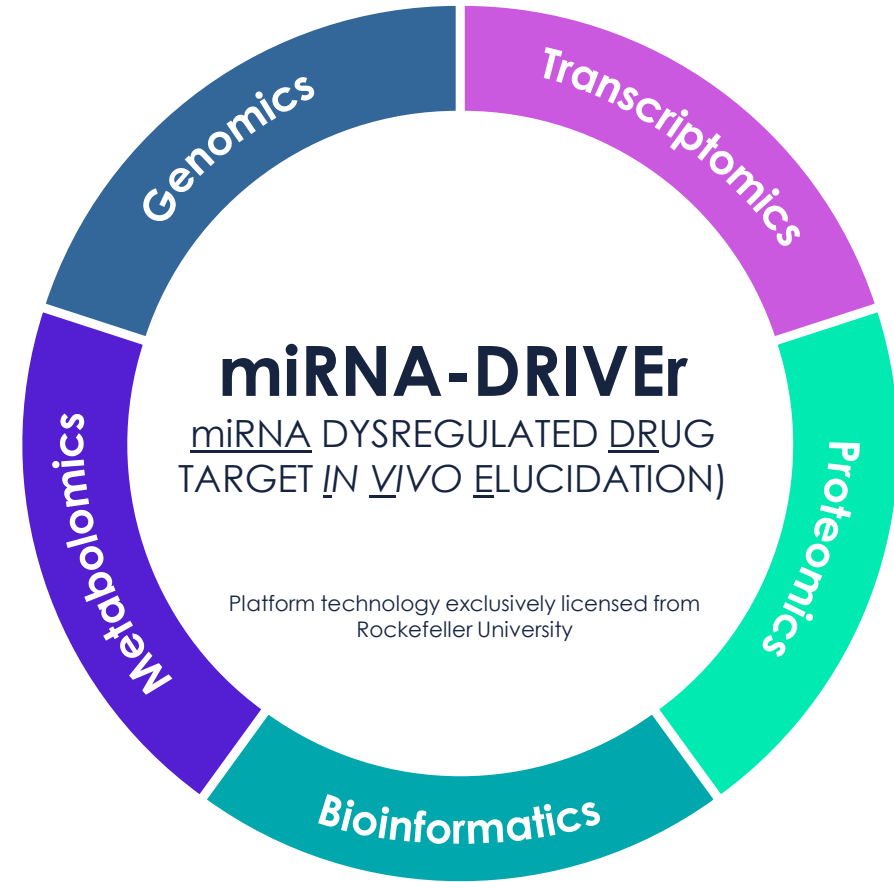 Genomics
Transcriptomics
miRNA-DRIVEr
miRNA DYSREGULATED DRUG
TARGET IN VIVO ELUCIDATION)
Metabolomics
Proteomics
Platform technology exclusively licensed from
Rockefeller University
Bioinformatics